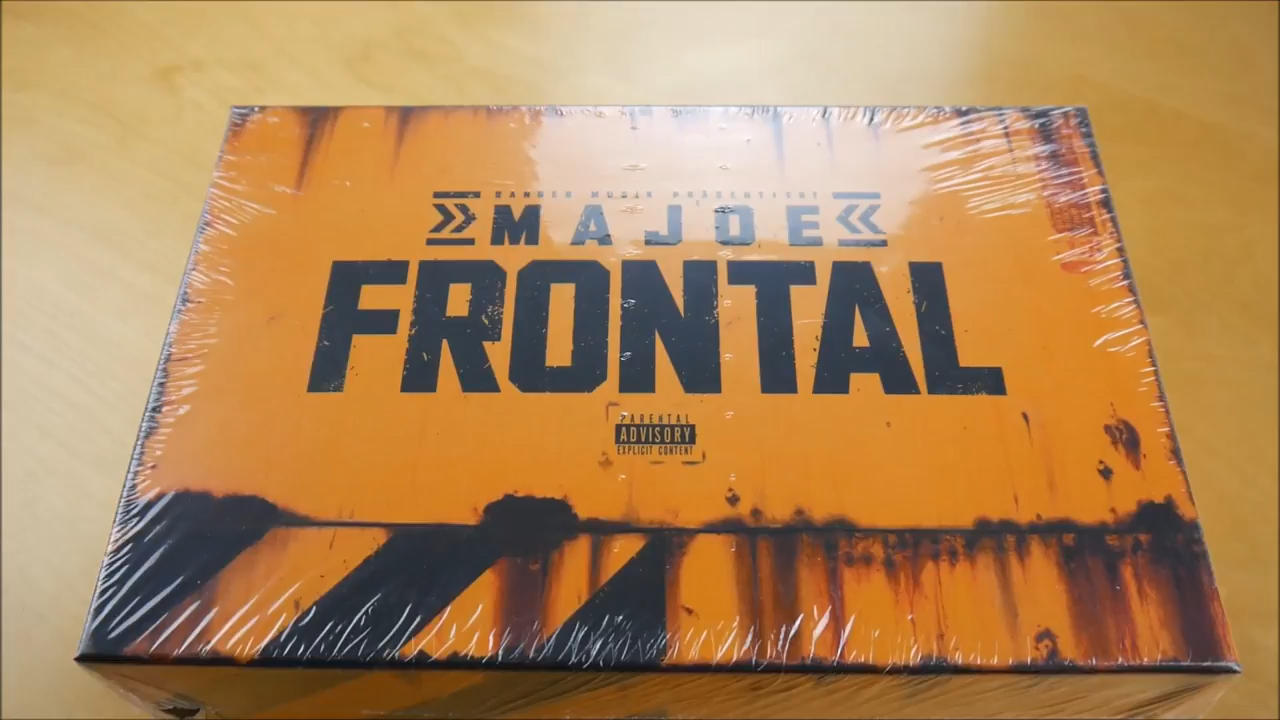 BANGER MUSIK PRÄSENTIERT
MAJOE
FRONTAL
PARENTAL
ADVISORY
EXPLICIT CONTENT